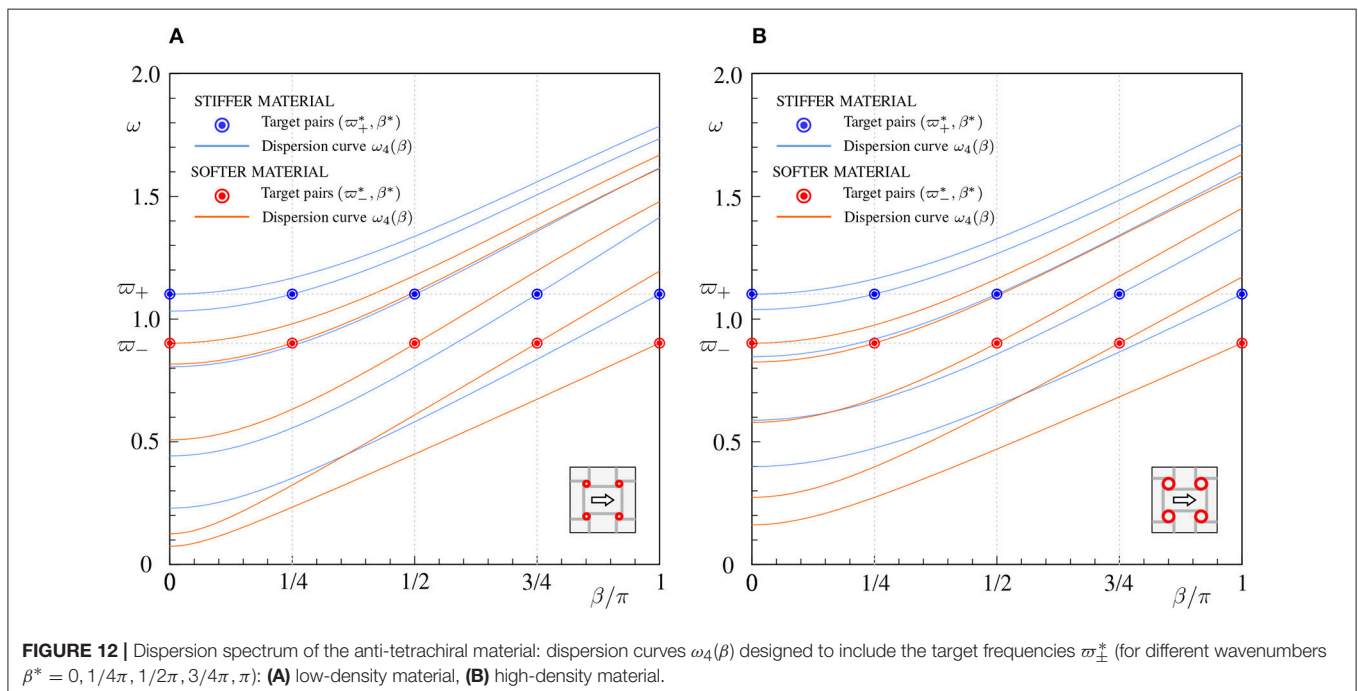 A
2.0
ω
1.5
ϖ+
1.0
ϖ−
0.5
0
0 1/4 1/2 3/4 1
β/π
STIFFER MATERIAL
Target pairs (ϖ*+, β*)
Dispersion curve ω4(β)
SOFTER MATERIAL
Target pairs (ϖ*−, β*)
Dispersion curve ω4(β)
B
2.0
ω
1.5
ϖ+
1.0
ϖ−
0.5
0
0 1/4 1/2 3/4 1
β/π
STIFFER MATERIAL
Target pairs (ϖ*+, β*)
Dispersion curve ω4(β)
SOFTER MATERIAL
Target pairs (ϖ*−, β*)
Dispersion curve ω4(β)
FIGURE 12 | Dispersion spectrum of the anti-tetrachiral material: dispersion curves ω4(β) designed to include the target frequencies ϖ*± (for different wavenumbers
β* = 0, 1/4π, 1/2π, 3/4π, π): (A) low-density material, (B) high-density material.